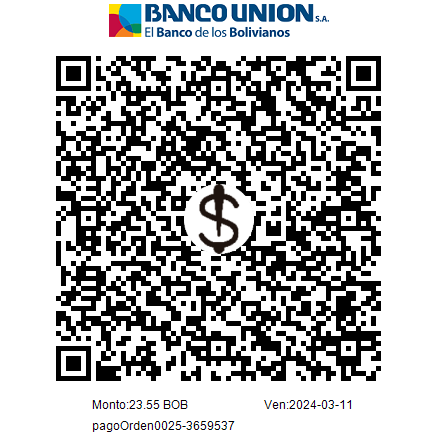 BANCO UNION S.A.
El Banco de los Bolivianos
Monto:23.55 BOB Ven:2024-03-11
pagoOrden0025-3659537